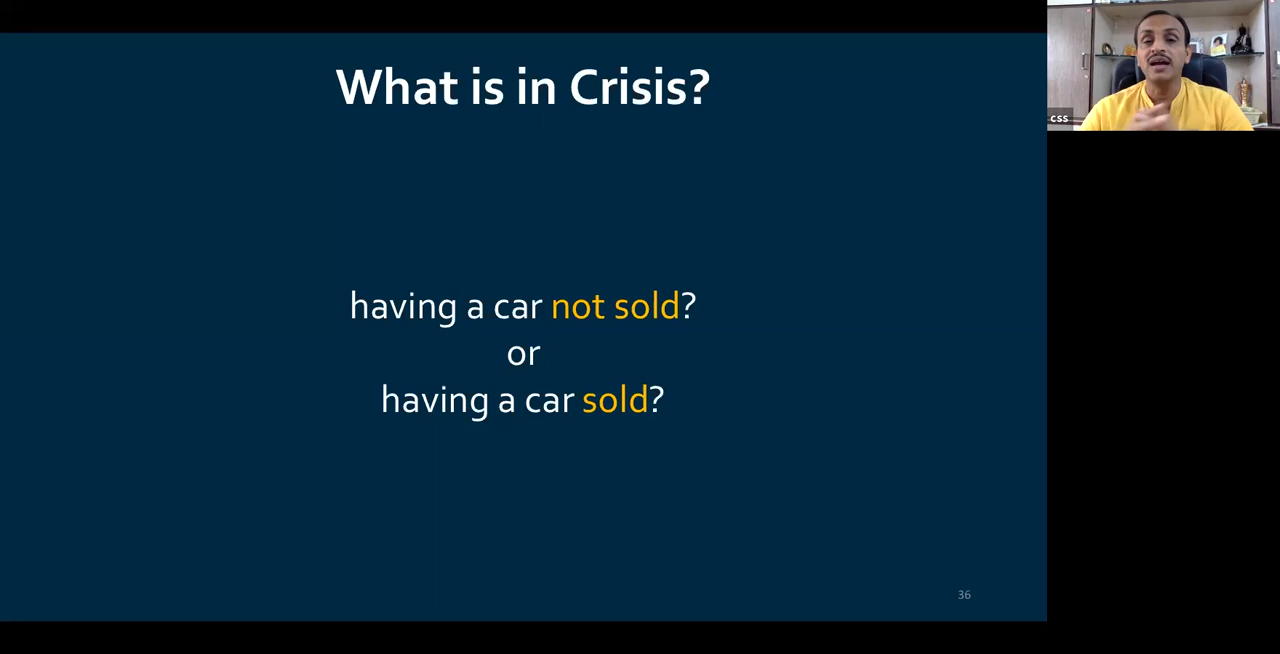 What is in Crisis?
css
having a car not sold?
or
having a car sold?
36